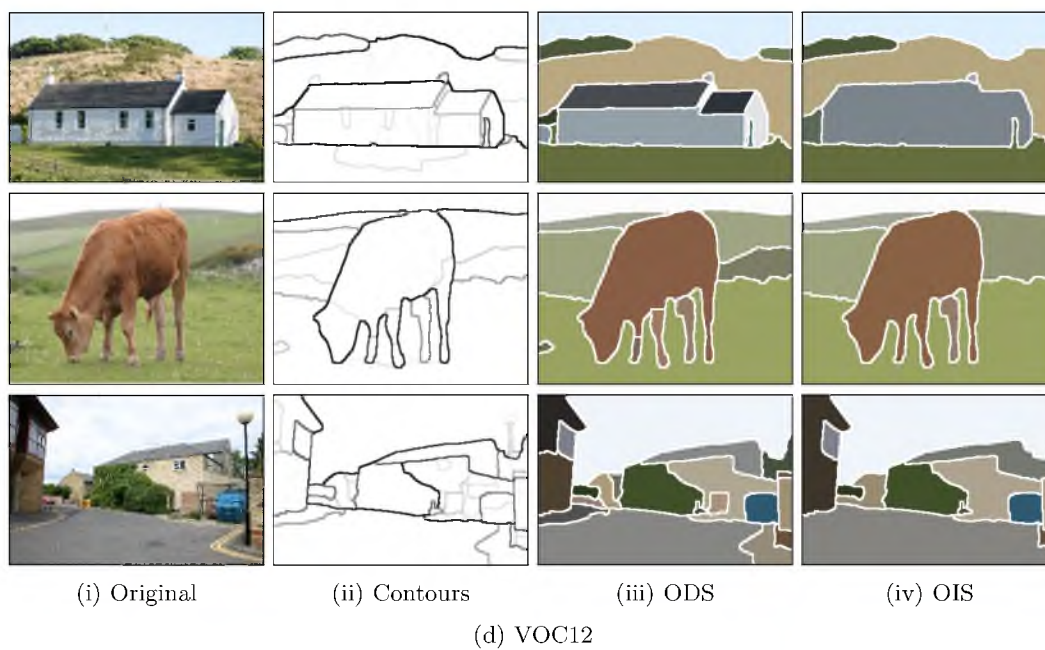 (i) Original
(ii) Contours
(iii) ODS
(iv) OIS
(d) VOC12